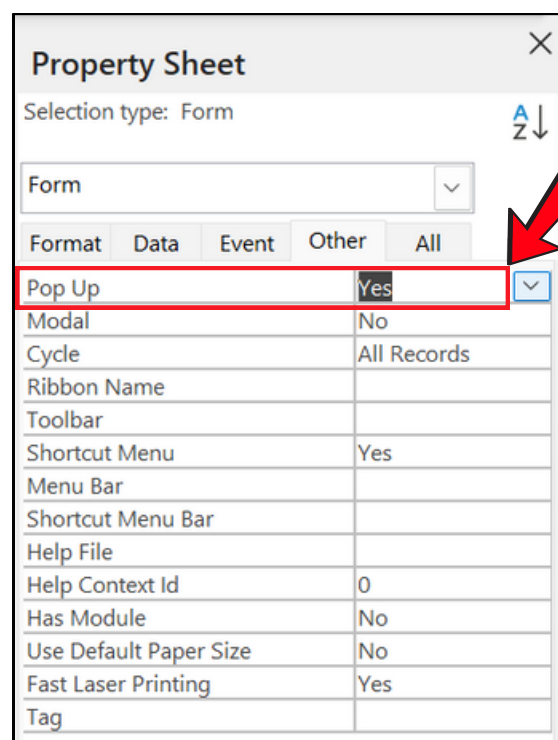 Property Sheet
Selection type: Form
A
Z
Form
Format Data Event Other All
Pop Up Yes
Modal No
Cycle All Records
Ribbon Name
Toolbar
Shortcut Menu Yes
Menu Bar
Shortcut Menu Bar
Help File
Help Context Id 0
Has Module No
Use Default Paper Size No
Fast Laser Printing Yes
Tag